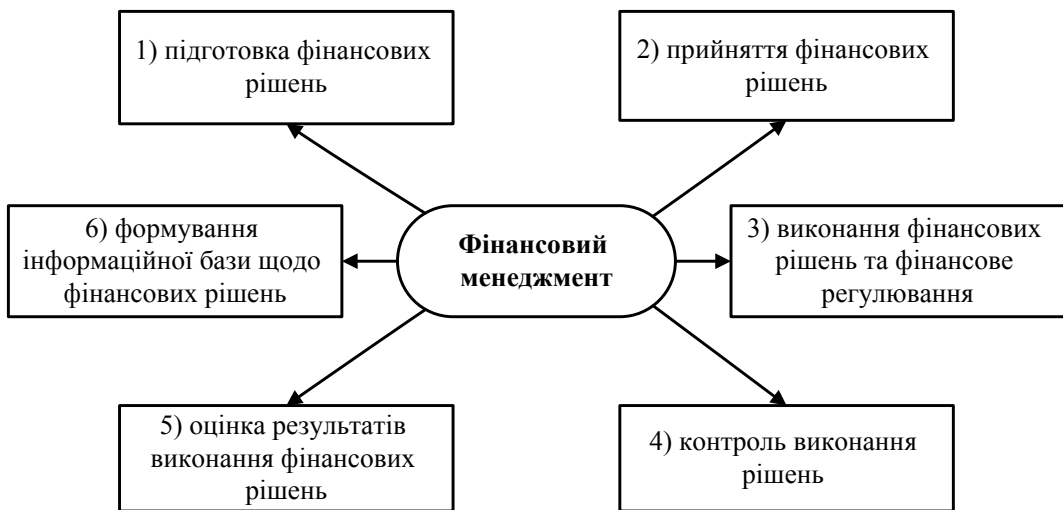 1) підготовка фінансових
рішень
2) прийняття фінансових
рішень
6) формування
інформаційної бази щодо
фінансових рішень
Фінансовий
менеджмент
3) виконання фінансових
рішень та фінансове
регулювання
5) оцінка результатів
виконання фінансових
рішень
4) контроль виконання
рішень